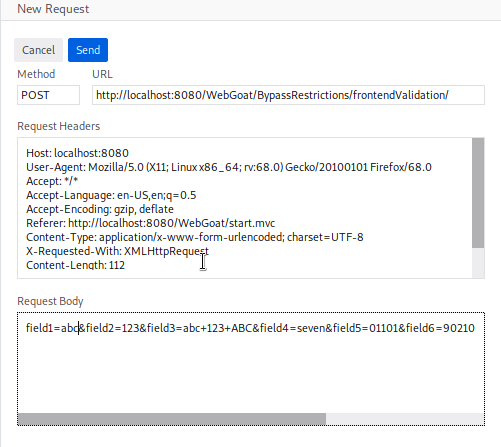 New Request
Cancel Send
Method URL
POST http://localhost:8080/WebGoat/BypassRestrictions/frontendValidation/
Request Headers
Host: localhost:8080
User-Agent: Mozilla/5.0 (X11; Linux x86_64; rv:68.0) Gecko/20100101 Firefox/68.0
Accept: */*
Accept-Language: en-US,en;q=0.5
Accept-Encoding: gzip, deflate
Referer: http://localhost:8080/WebGoat/start.mvc
Content-Type: application/x-www-form-urlencoded; charset=UTF-8
X-Requested-With: XMLHttpRequest
Content-Length: 112
Request Body
field1=abc&field2=123&field3=abc+123+ABC&field4=seven&field5=01101&field6=90210